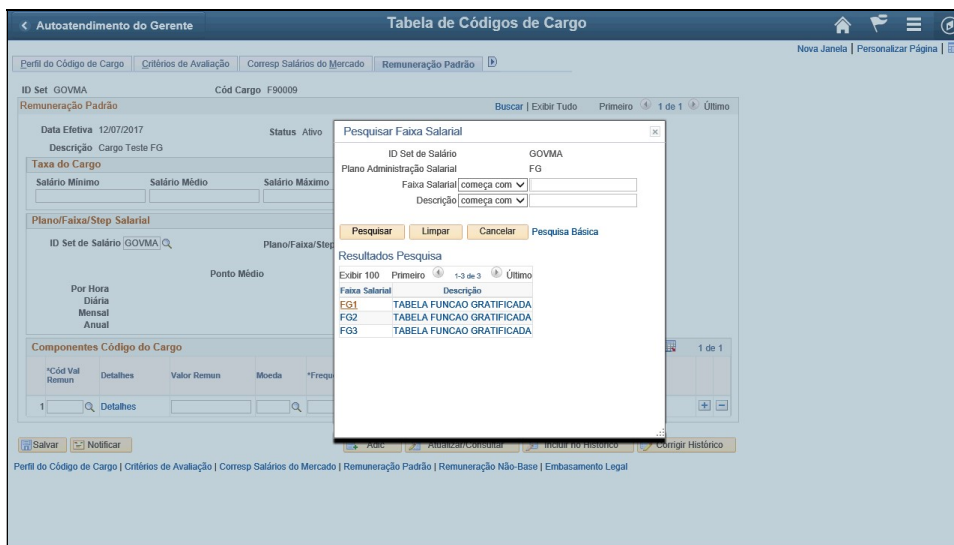 Autoatendimento do Gerente
Tabela de Códigos de Cargo
Nova Janela | Personalizar Página |
Perfil do Código de Cargo
Critérios de Avaliação
Corresp Salários do Mercado
Remuneração Padrão
ID Set GOVMA
Cód Cargo F90009
Remuneração Padrão
Buscar | Exibir Tudo Primeiro 1 de 1 Último
Data Efetiva 12/07/2017
Status Ativo
Descrição Cargo Teste FG
Taxa do Cargo
Salário Mínimo
Salário Médio
Salário Máximo
Plano/Faixa/Step Salarial
ID Set de Salário GOVMA
Plano/Faixa/Step
Ponto Médio
Por Hora
Diária
Mensal
Anual
Componentes Código do Cargo
1 de 1
*Cód Val Remun
Detalhes
Valor Remun
Moeda
1
Detalhes
Pesquisar Faixa Salarial
ID Set de Salário GOVMA
Plano Administração Salarial FG
Faixa Salarial começa com
Descrição começa com
Pesquisar
Limpar
Cancelar
Pesquisa Básica
Resultados Pesquisa
Exibir 100 Primeiro 1-3 de 3 Último
Faixa Salarial Descrição
FG1 TABELA FUNCAO GRATIFICADA
FG2 TABELA FUNCAO GRATIFICADA
FG3 TABELA FUNCAO GRATIFICADA
Salvar
Notificar
Adic
Atualizar/Consultar
Incluir no Histórico
Corrigir Histórico
Perfil do Código de Cargo | Critérios de Avaliação | Corresp Salários do Mercado | Remuneração Padrão | Remuneração Não-Base | Embasamento Legal